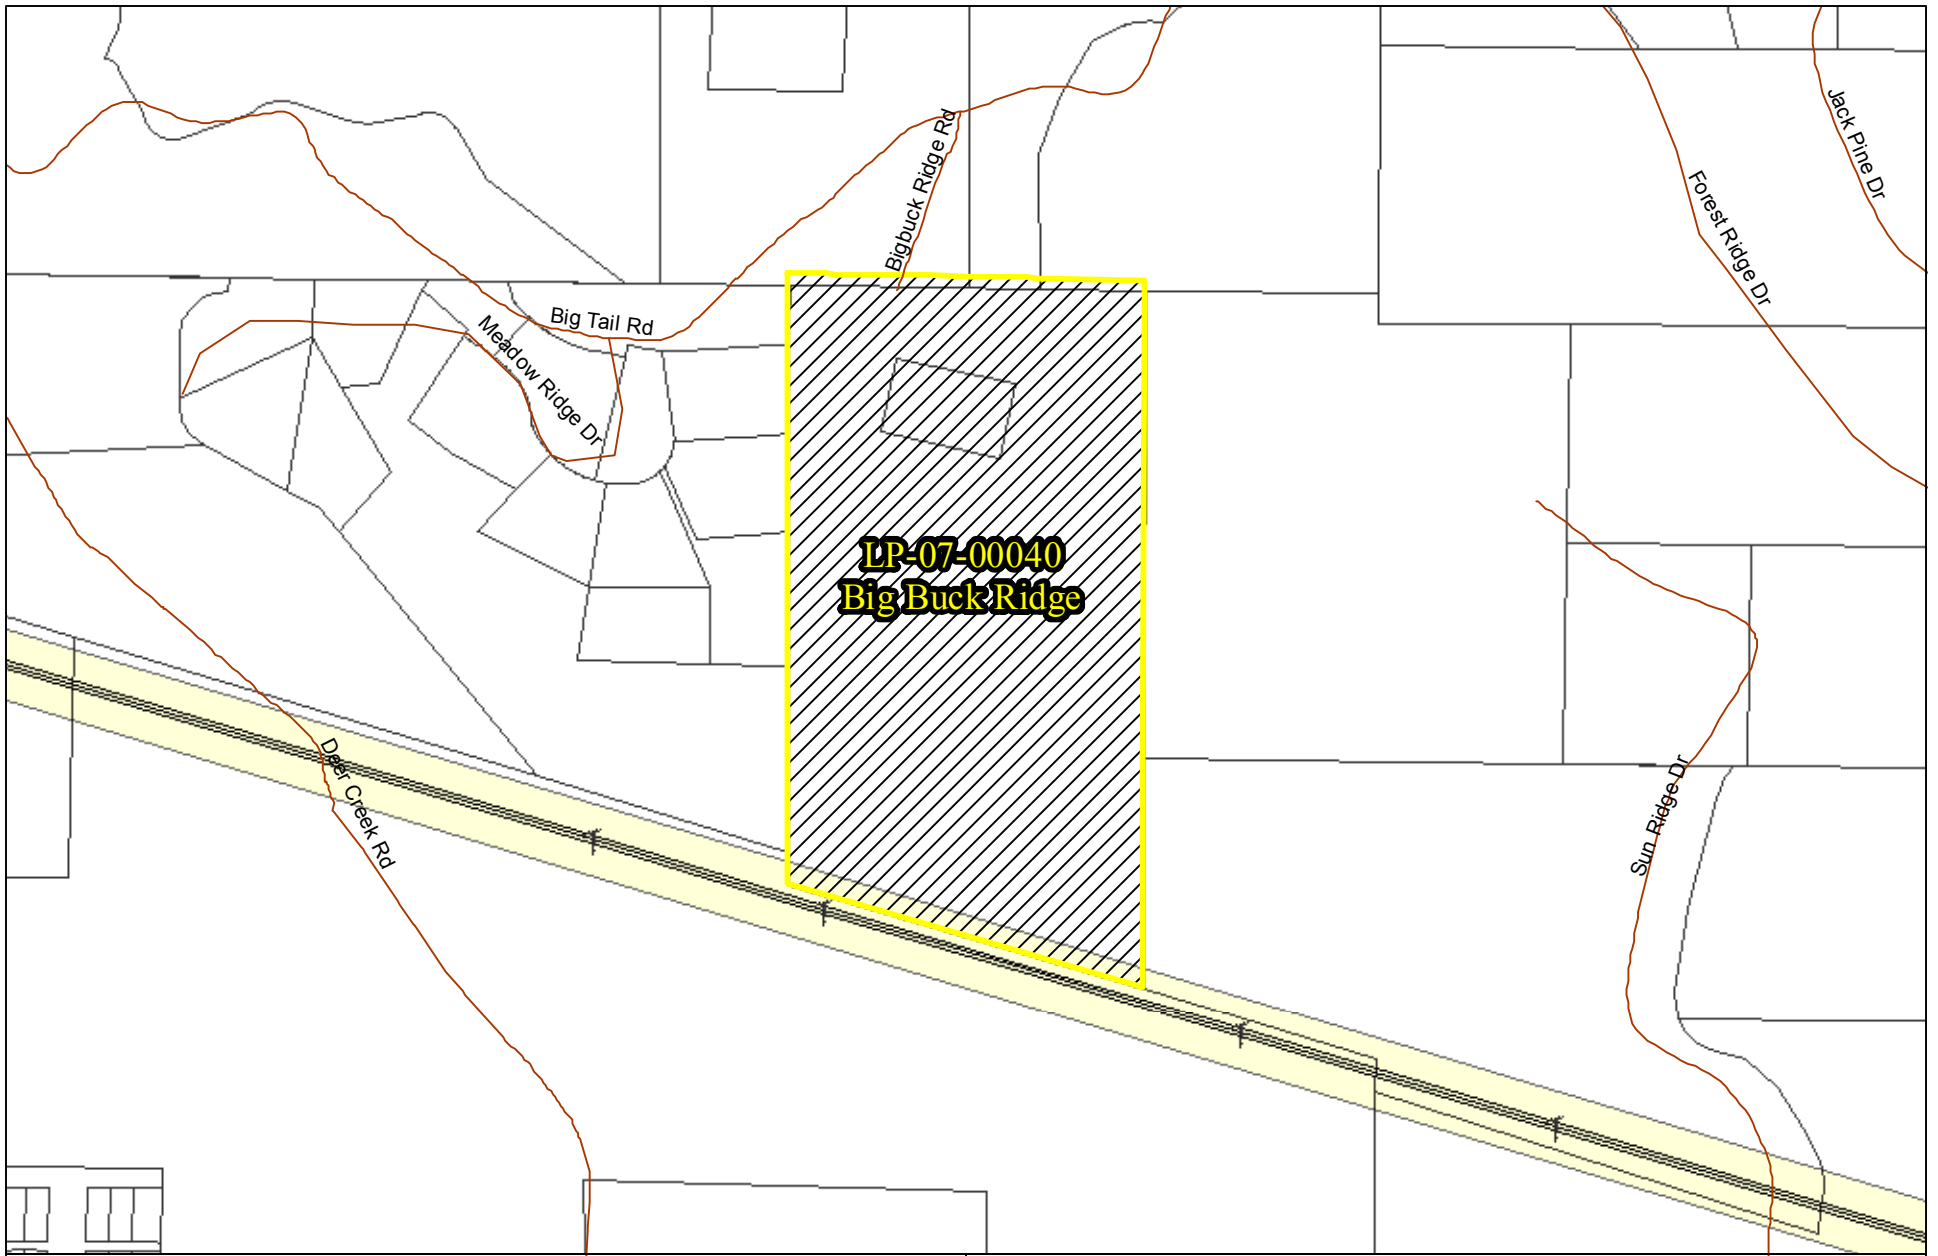 Jack Pine Dr
Bigbuck Ridge Rd
Forest Ridge Dr
Big Tail Rd
Meadow Ridge Dr
LP-07-00040
Big Buck Ridge
Deer Creek Rd
Sun Ridge Dr